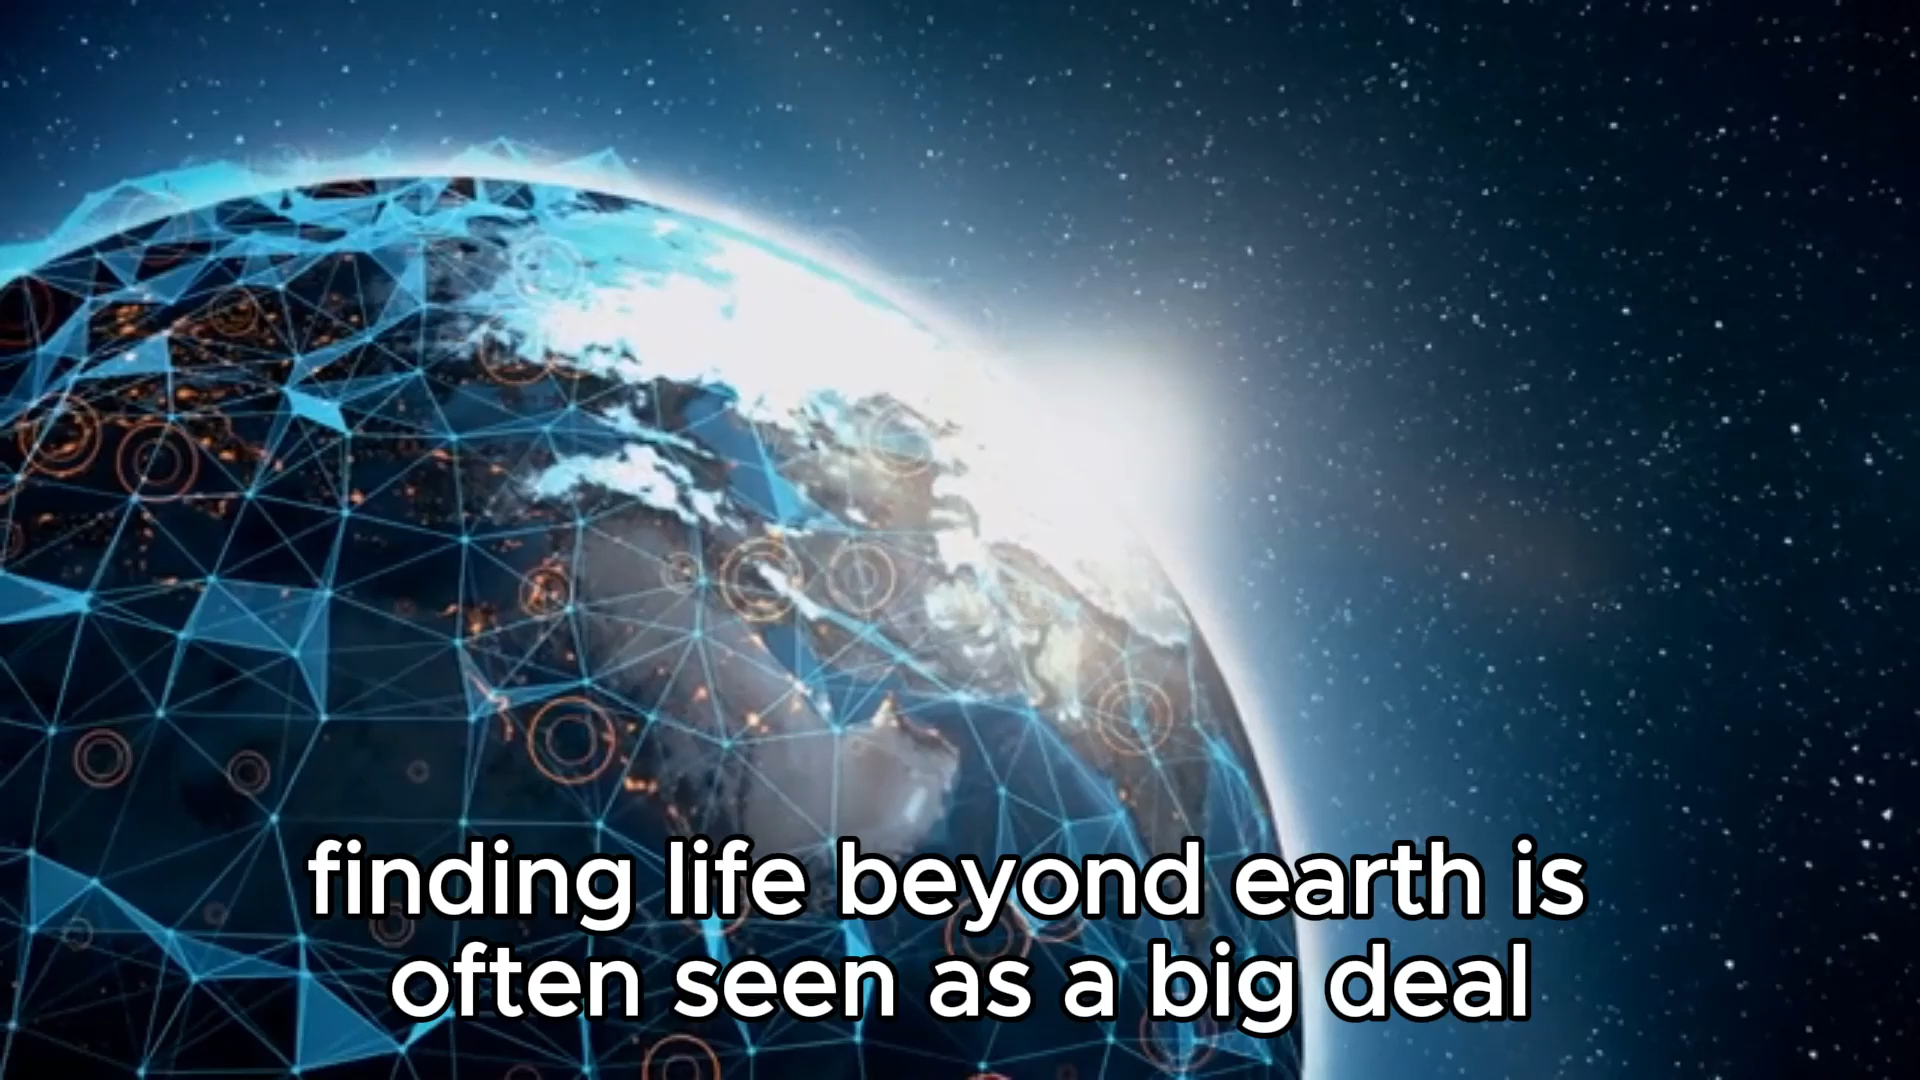 finding life beyond earth is
often seen as a big deal